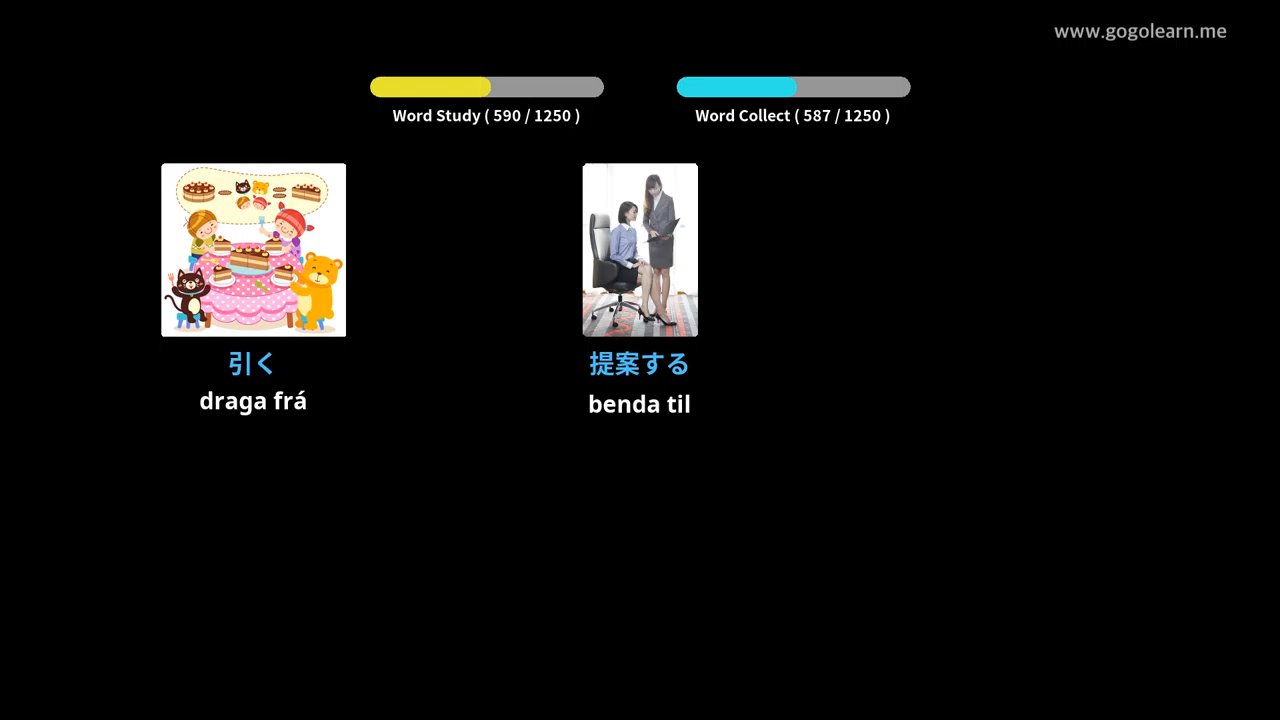 www.gogolearn.me
Word Study ( 590 / 1250 )
Word Collect ( 587 / 1250 )
引く
draga frá
提案する
benda til